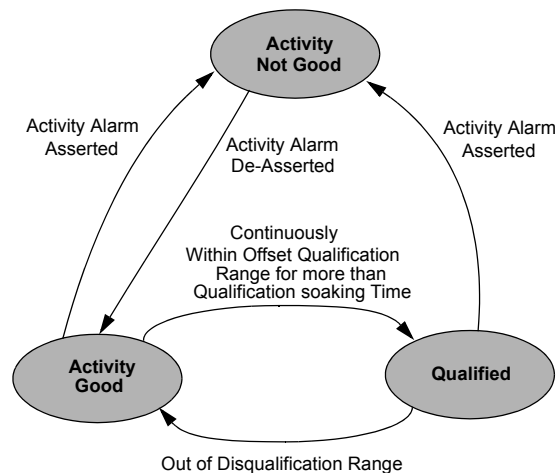 Activity
Not Good
Activity Alarm
Asserted
Activity Alarm
De-Asserted
Activity Alarm
Asserted
Continuously
Within Offset Qualification
Range for more than
Qualification soaking Time
Activity
Good
Qualified
Out of Disqualification Range